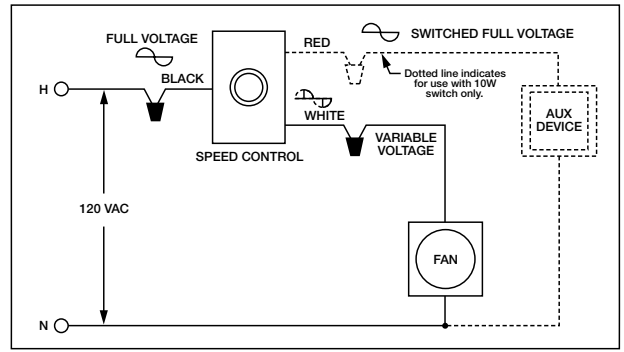 FULL VOLTAGE
RED
SWITCHED FULL VOLTAGE
H
BLACK
Dotted line indicates
for use with 10W
switch only.
WHITE
AUX
DEVICE
SPEED CONTROL
VARIABLE
VOLTAGE
120 VAC
FAN
N